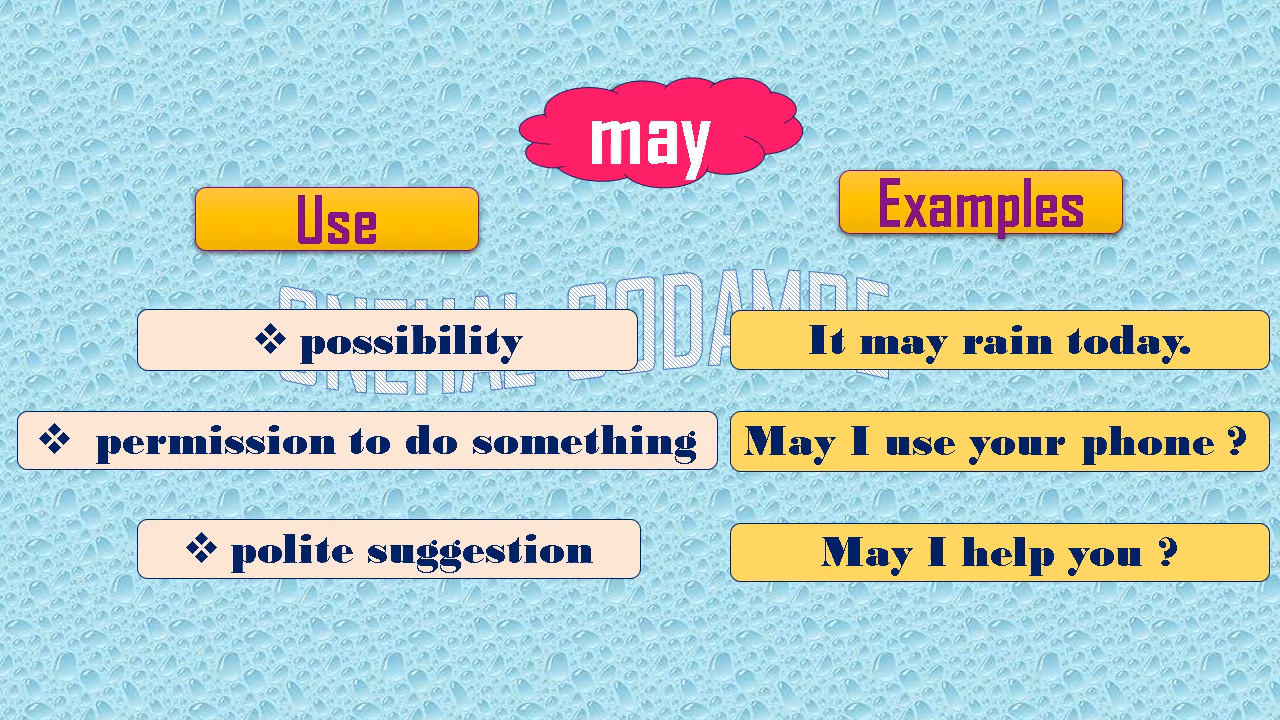 may
Use
Examples
❖ possibility
It may rain today.
❖ permission to do something
May I use your phone ?
❖ polite suggestion
May I help you ?